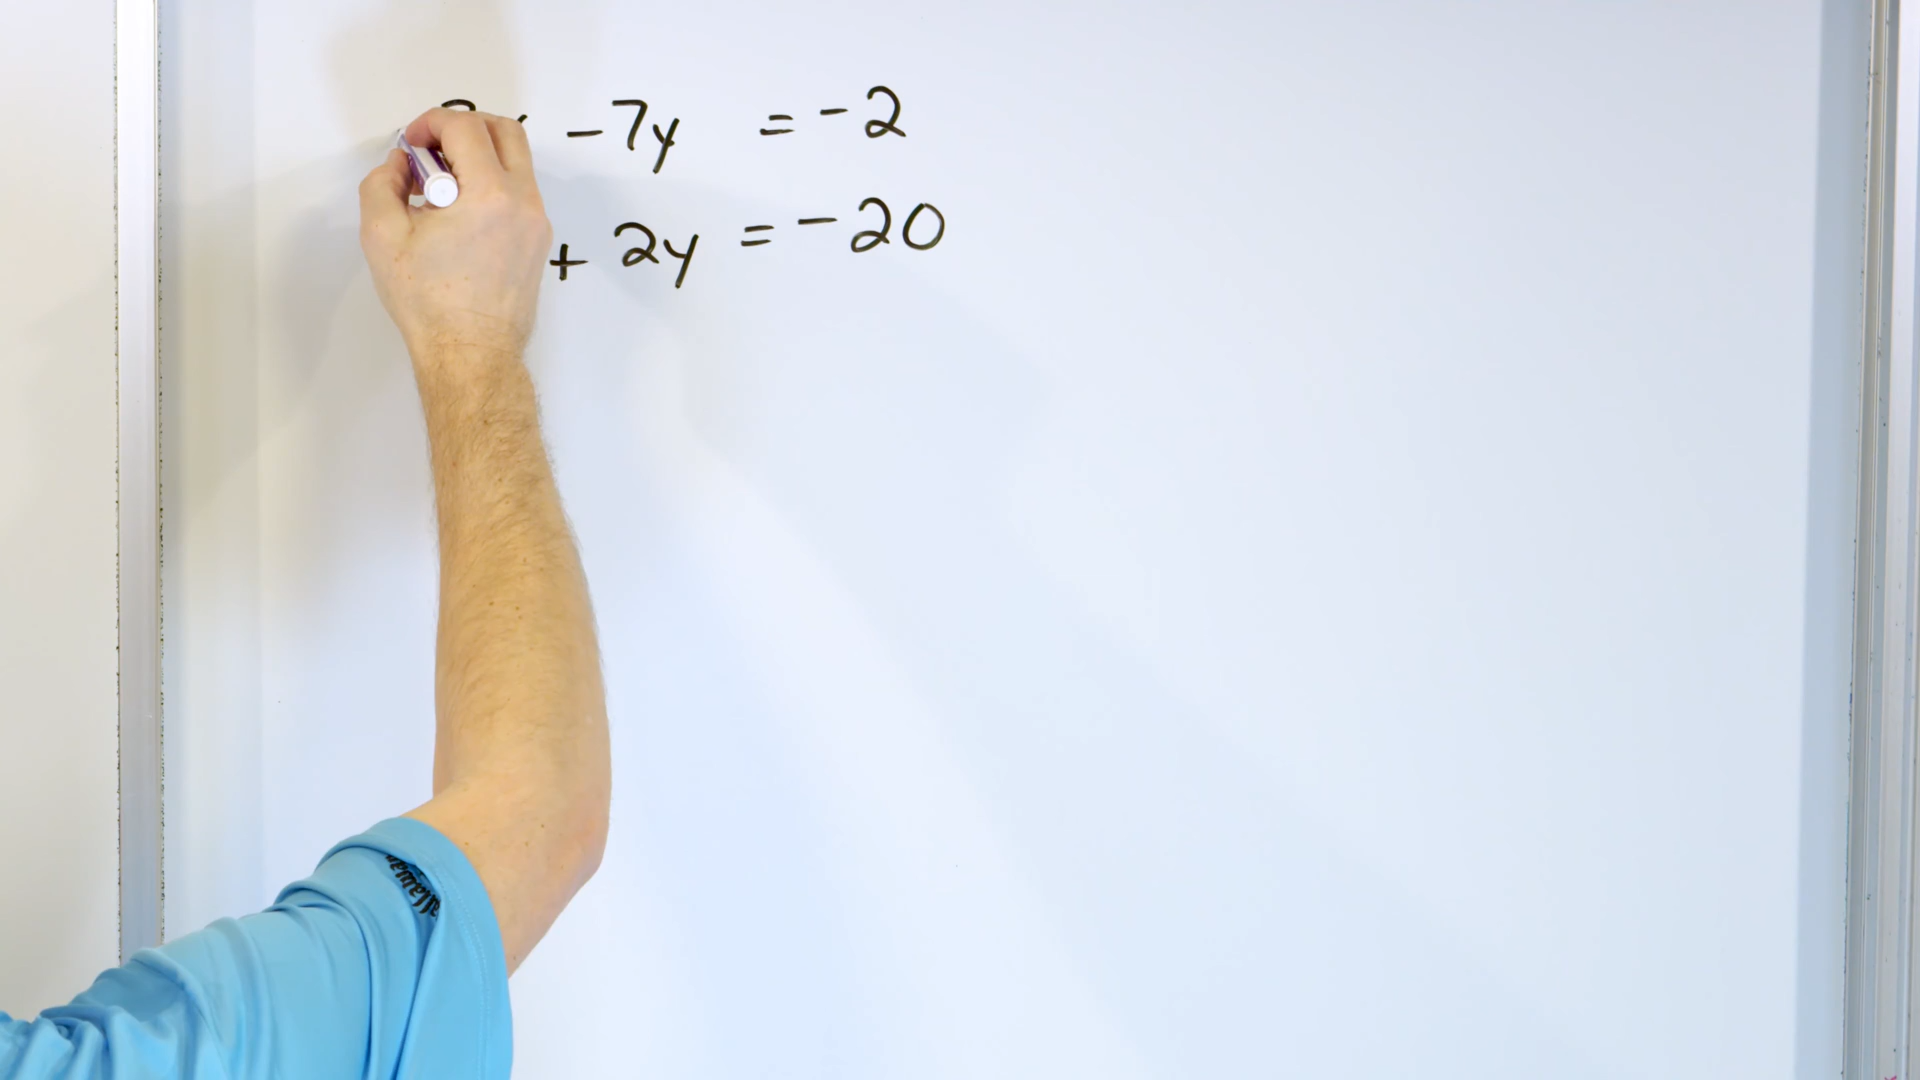 - 7y = -2
+ 2y = -20